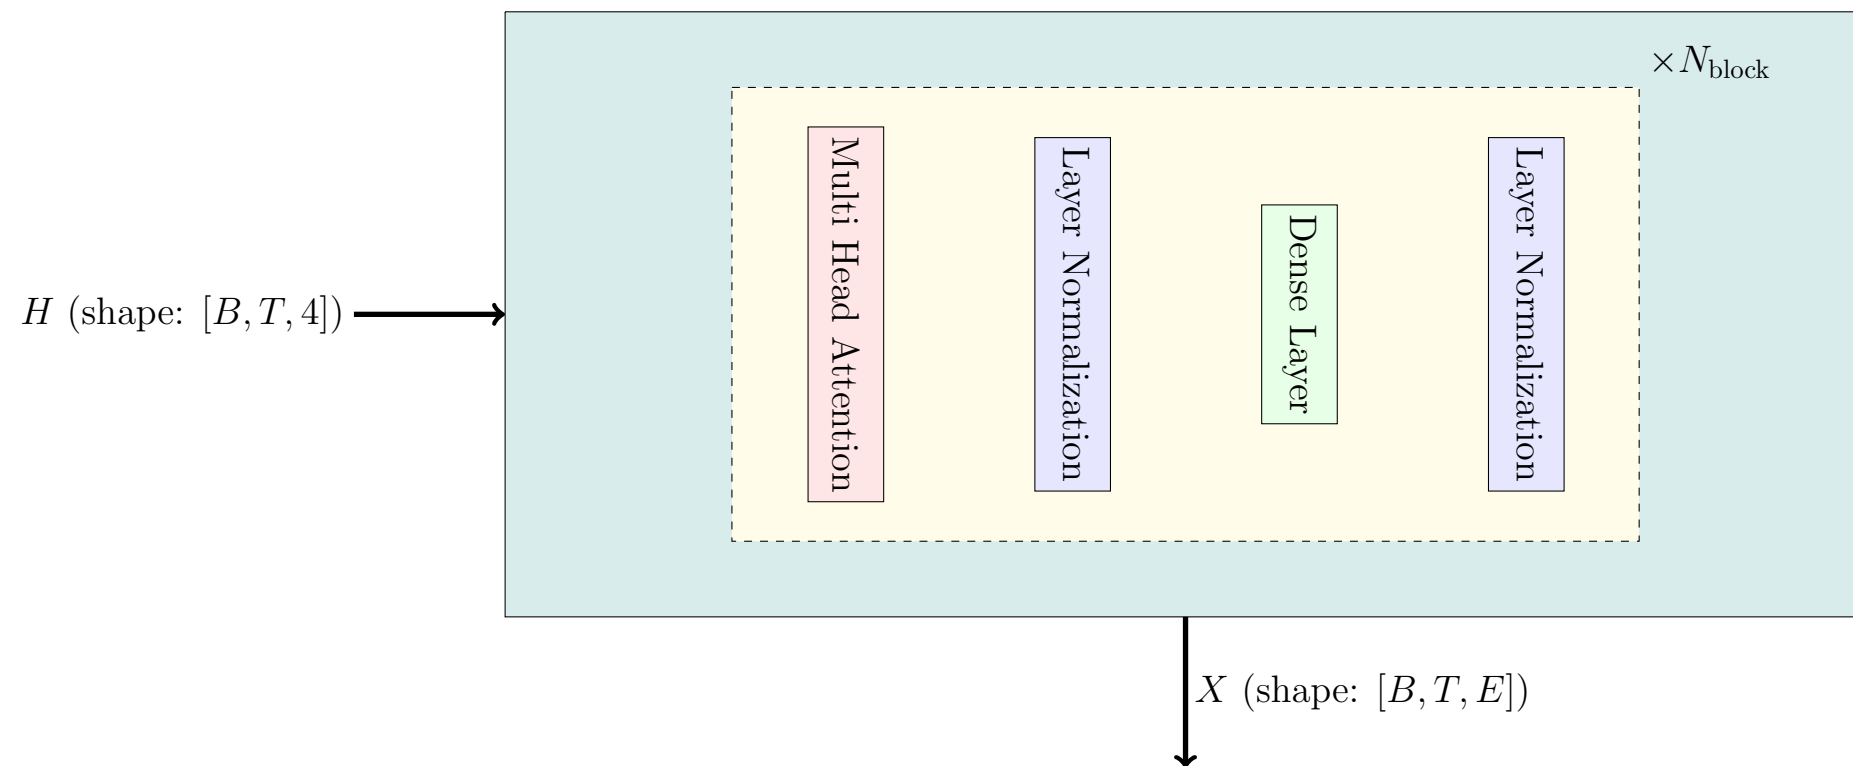 ×N_block
H (shape: [B, T, 4])
Multi Head Attention
Layer Normalization
Dense Layer
Layer Normalization
X (shape: [B, T, E])